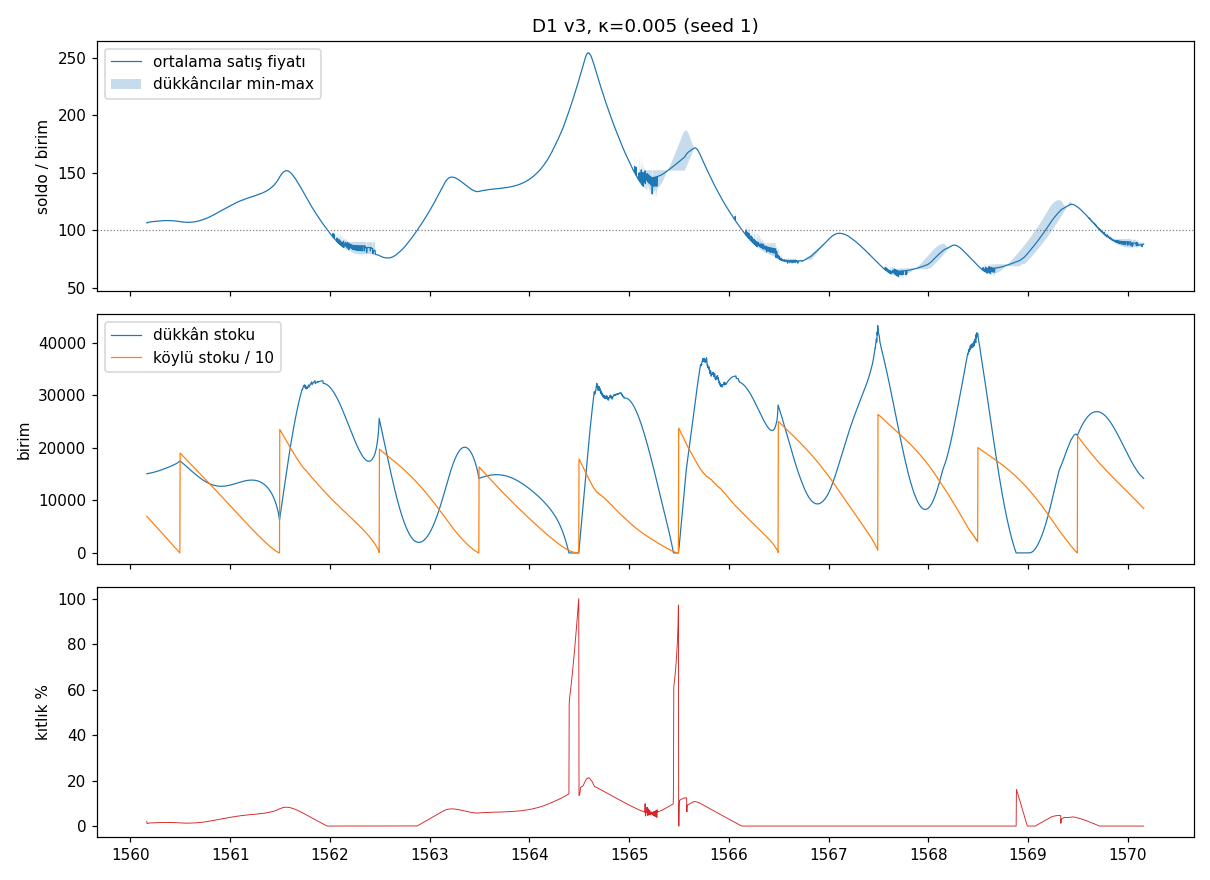 D1 v3, κ=0.005 (seed 1)
ortalama satış fiyatı
dükkâncılar min-max
soldo / birim
250
200
150
100
50
dükkân stoku
köylü stoku / 10
birim
40000
30000
20000
10000
0
kıtlık %
100
80
60
40
20
0
1560 1561 1562 1563 1564 1565 1566 1567 1568 1569 1570